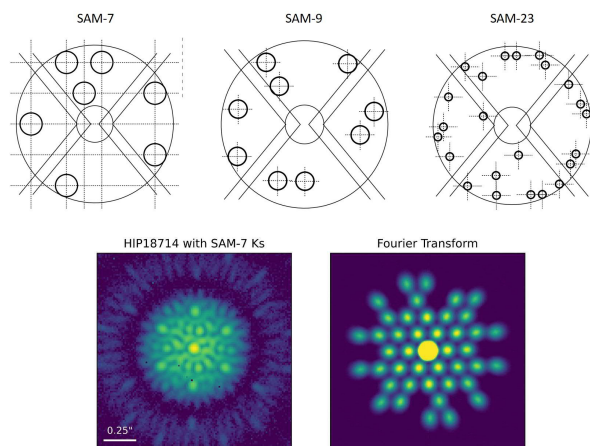 SAM-7 SAM-9 SAM-23
HIP18714 with SAM-7 Ks Fourier Transform
0.25"